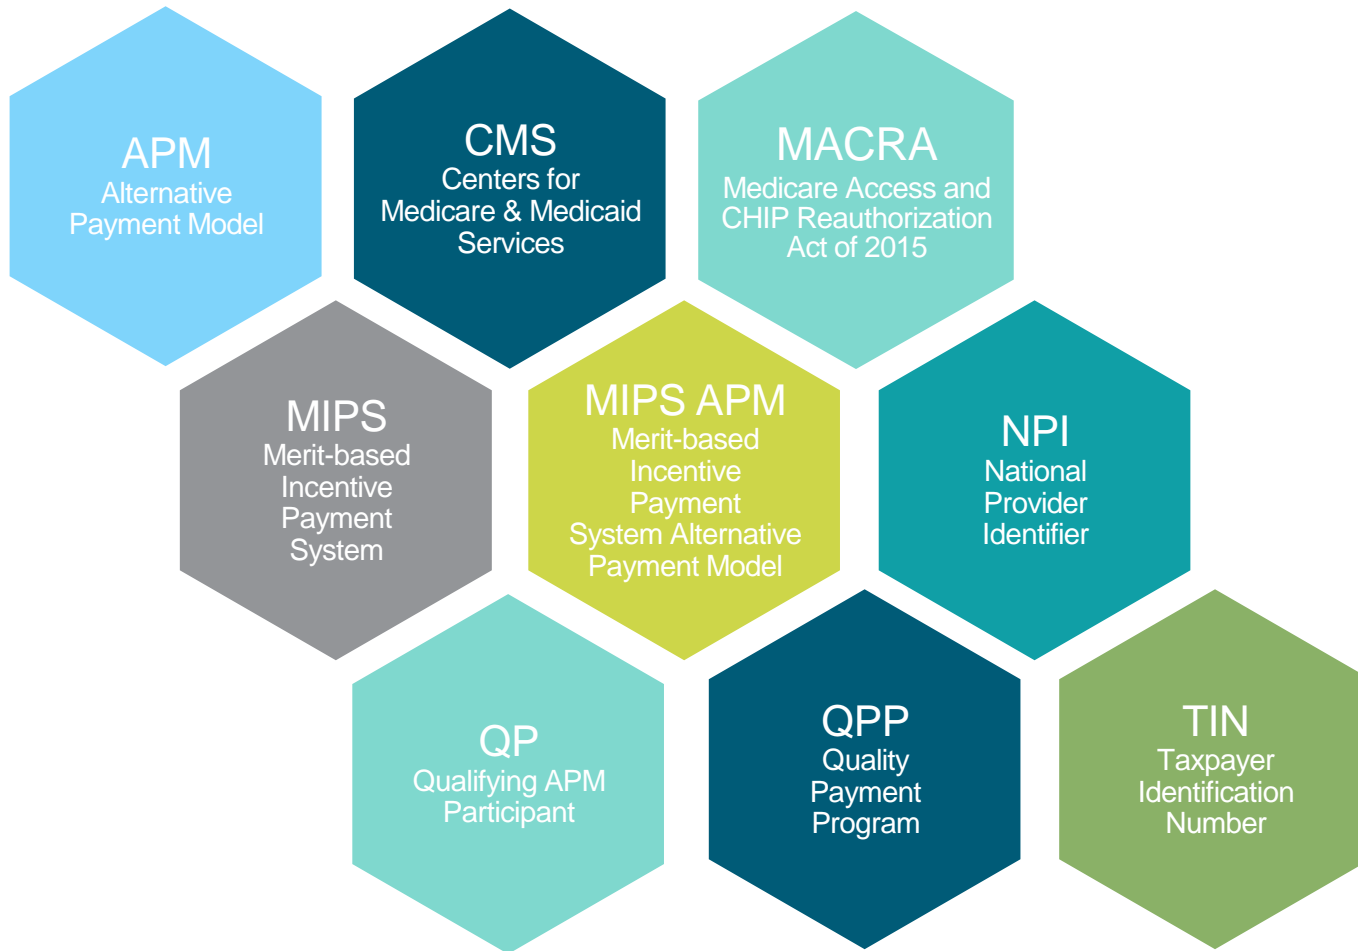 APM
Alternative
Payment Model
CMS
Centers for
Medicare & Medicaid
Services
MACRA
Medicare Access and
CHIP Reauthorization
Act of 2015
MIPS
Merit-based
Incentive
Payment
System
MIPS APM
Merit-based
Incentive
Payment
System Alternative
Payment Model
NPI
National
Provider
Identifier
QP
Qualifying APM
Participant
QPP
Quality
Payment
Program
TIN
Taxpayer
Identification
Number